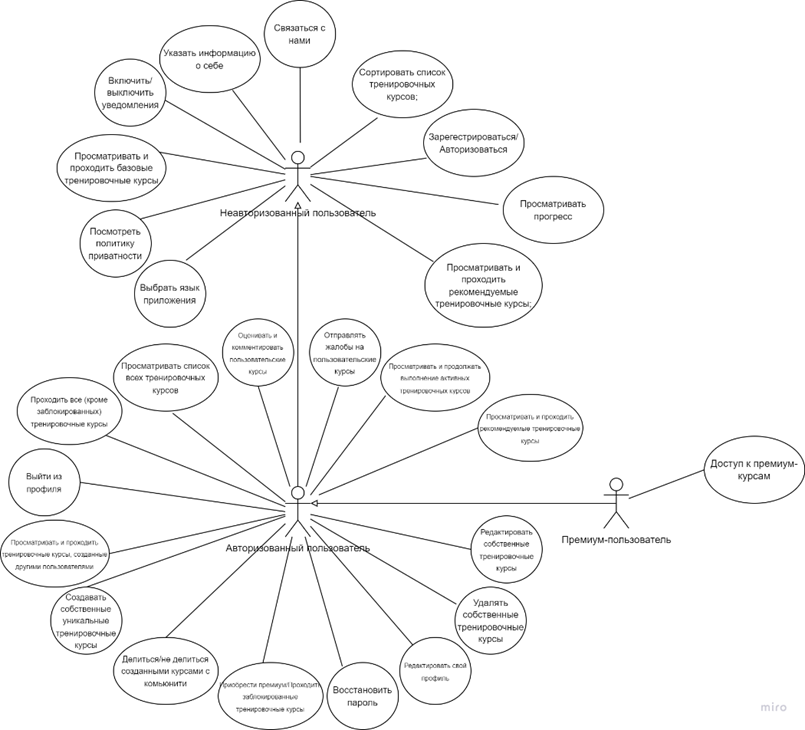 Связаться с
нами
Указать информацию
о себе
Сортировать список
тренировочных
курсов;
Включить/
выключить
уведомления
Зарегестрироваться/
Авторизоваться
Просматривать и
проходить базовые
тренировочные курсы
Просматривать
прогресс
Неавторизованный пользователь
Посмотреть
политику
приватности
Просматривать и
проходить
рекомендуемые
тренировочные курсы;
Выбрать язык
приложения
Оценивать и
комментировать
пользовательские
курсы
Отправлять
жалобы на
пользовательские
курсы
Просматривать список
всех тренировочных
курсов
Просматривать и продолжать
выполнение активных
тренировочных курсов
Проходить все (кроме
заблокированных)
тренировочные курсы
Просматривать и проходить
рекомендуемые тренировочные
курсы
Доступ к премиум-
курсам
Выйти из
профиля
Авторизованный пользователь
Премиум-пользователь
Просматривать и проходить
тренировочные курсы, созданные
другими пользователями
Редактировать
собственные
тренировочные
курсы
Создавать
собственные
уникальные
тренировочные
курсы
Удалять
собственные
тренировочные
курсы
Делиться/не делиться
созданными курсами с
комьюнити
Приобрести премиум/Проходить
заблокированные
тренировочные курсы
Восстановить
пароль
Редактировать свой
профиль
miro